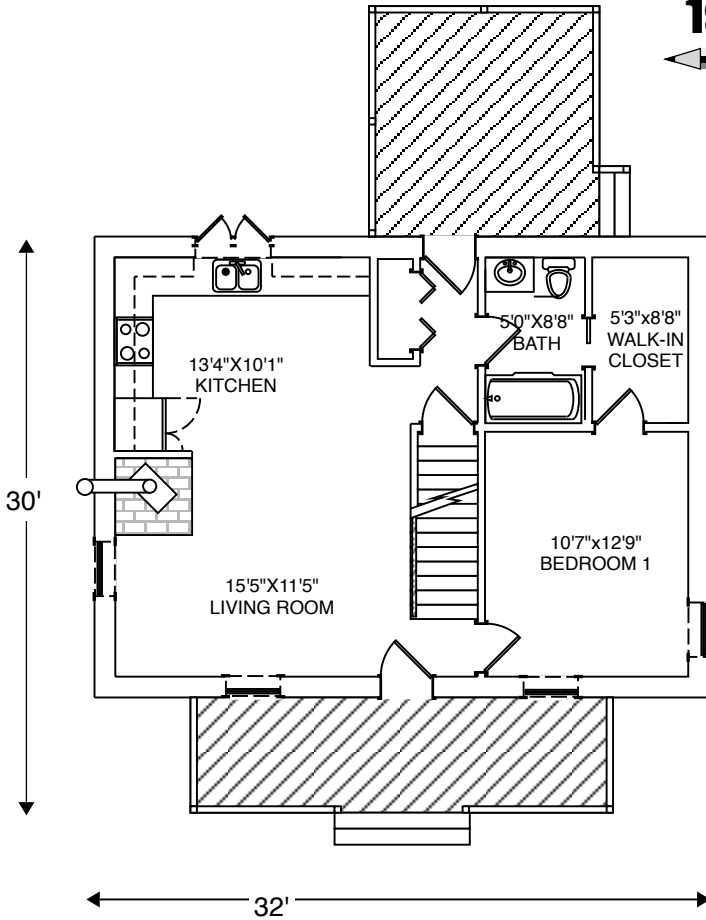 5'0"X8'8"
BATH
5'3"x8'8"
WALK-IN
CLOSET
13'4"X10'1"
KITCHEN
30'
10'7"x12'9"
BEDROOM 1
15'5"X11'5"
LIVING ROOM
32'